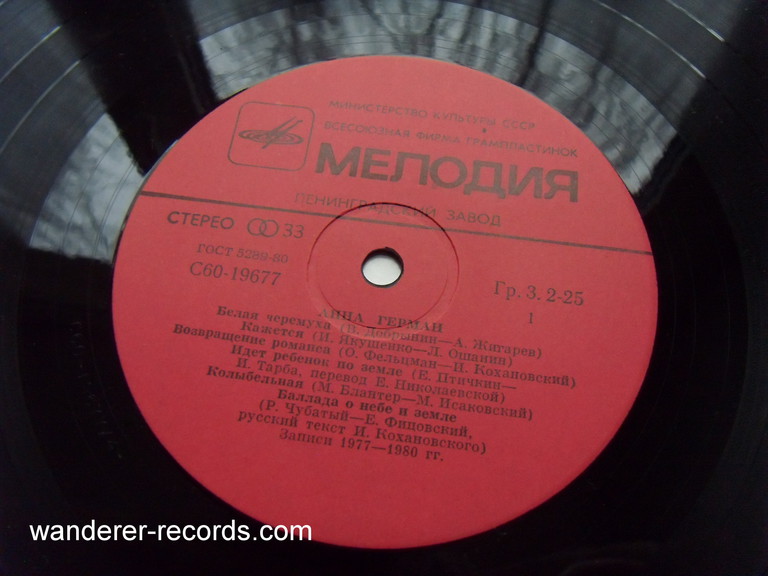 МИНИСТЕРСТВО КУЛЬТУРЫ СССР
ВСЕСОЮЗНАЯ ФИРМА ГРАМПЛАСТИНОК
МЕЛОДИЯ
ЛЕНИНГРАДСКИЙ ЗАВОД
СТЕРЕО 33
ГОСТ 5289-80
С60-19677
Гр. 3. 2-25
1
АННА ГЕРМАН
Белая черемуха (В. Добрынин—А. Жигарев)
Кажется (И. Якушенко—Л. Ошанин)
Возвращение романса (О. Фельцман—И. Кохановский)
Идет ребенок по земле (Е. Птичкин—
И. Тарба, перевод Е. Николаевской)
Колыбельная (М. Блантер—М. Исаковский)
Баллада о небе и земле
(Р. Чубатый—Е. Фицовский,
русский текст И. Кохановского)
Записи 1977—1980 гг.
wanderer-records.com